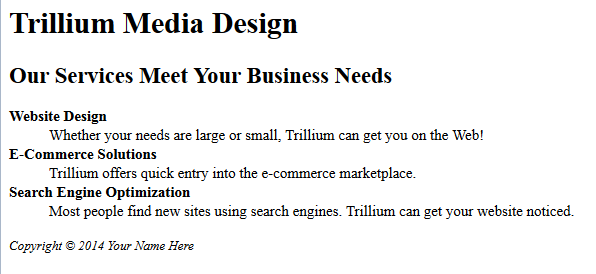 Trillium Media Design
Our Services Meet Your Business Needs
Website Design
Whether your needs are large or small, Trillium can get you on the Web!
E-Commerce Solutions
Trillium offers quick entry into the e-commerce marketplace.
Search Engine Optimization
Most people find new sites using search engines. Trillium can get your website noticed.
Copyright © 2014 Your Name Here